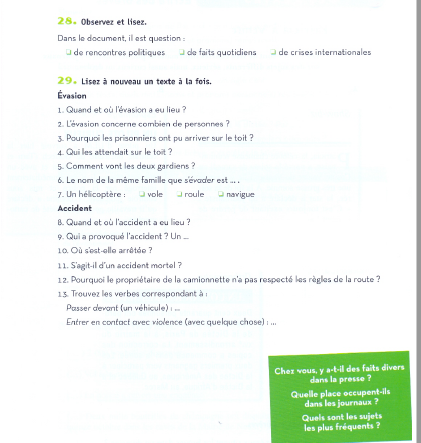 28. Observez et lisez.
Dans le document, il est question :
de rencontres politiques de faits quotidiens de crises internationales
29. Lisez à nouveau un texte à la fois.
Évasion
1. Quand et où l'évasion a eu lieu ?
2. L'évasion concerne combien de personnes ?
3. Pourquoi les prisonniers ont pu arriver sur le toit ?
4. Qui les attendait sur le toit ?
5. Comment vont les deux gardiens ?
6. Le nom de la même famille que s'évader est ... .
7. Un hélicoptère : vole roule navigue
Accident
8. Quand et où l'accident a eu lieu ?
9. Qui a provoqué l'accident ? Un ...
10. Où s'est-elle arrêtée ?
11. S'agit-il d'un accident mortel ?
12. Pourquoi le propriétaire de la camionnette n'a pas respecté les règles de la route ?
13. Trouvez les verbes correspondant à :
Passer devant (un véhicule) : ...
Entrer en contact avec violence (avec quelque chose) : ...
Chez vous, y a-t-il des faits divers
dans la presse ?
Quelle place occupent-ils
dans les journaux ?
Quels sont les sujets
les plus fréquents ?